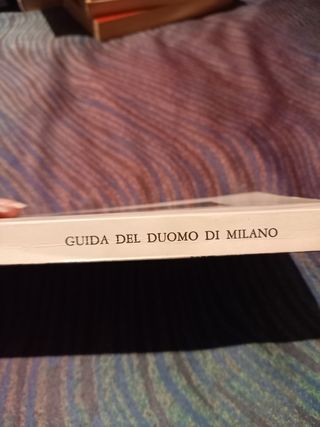 GUIDA DEL DUOMO DI MILANO